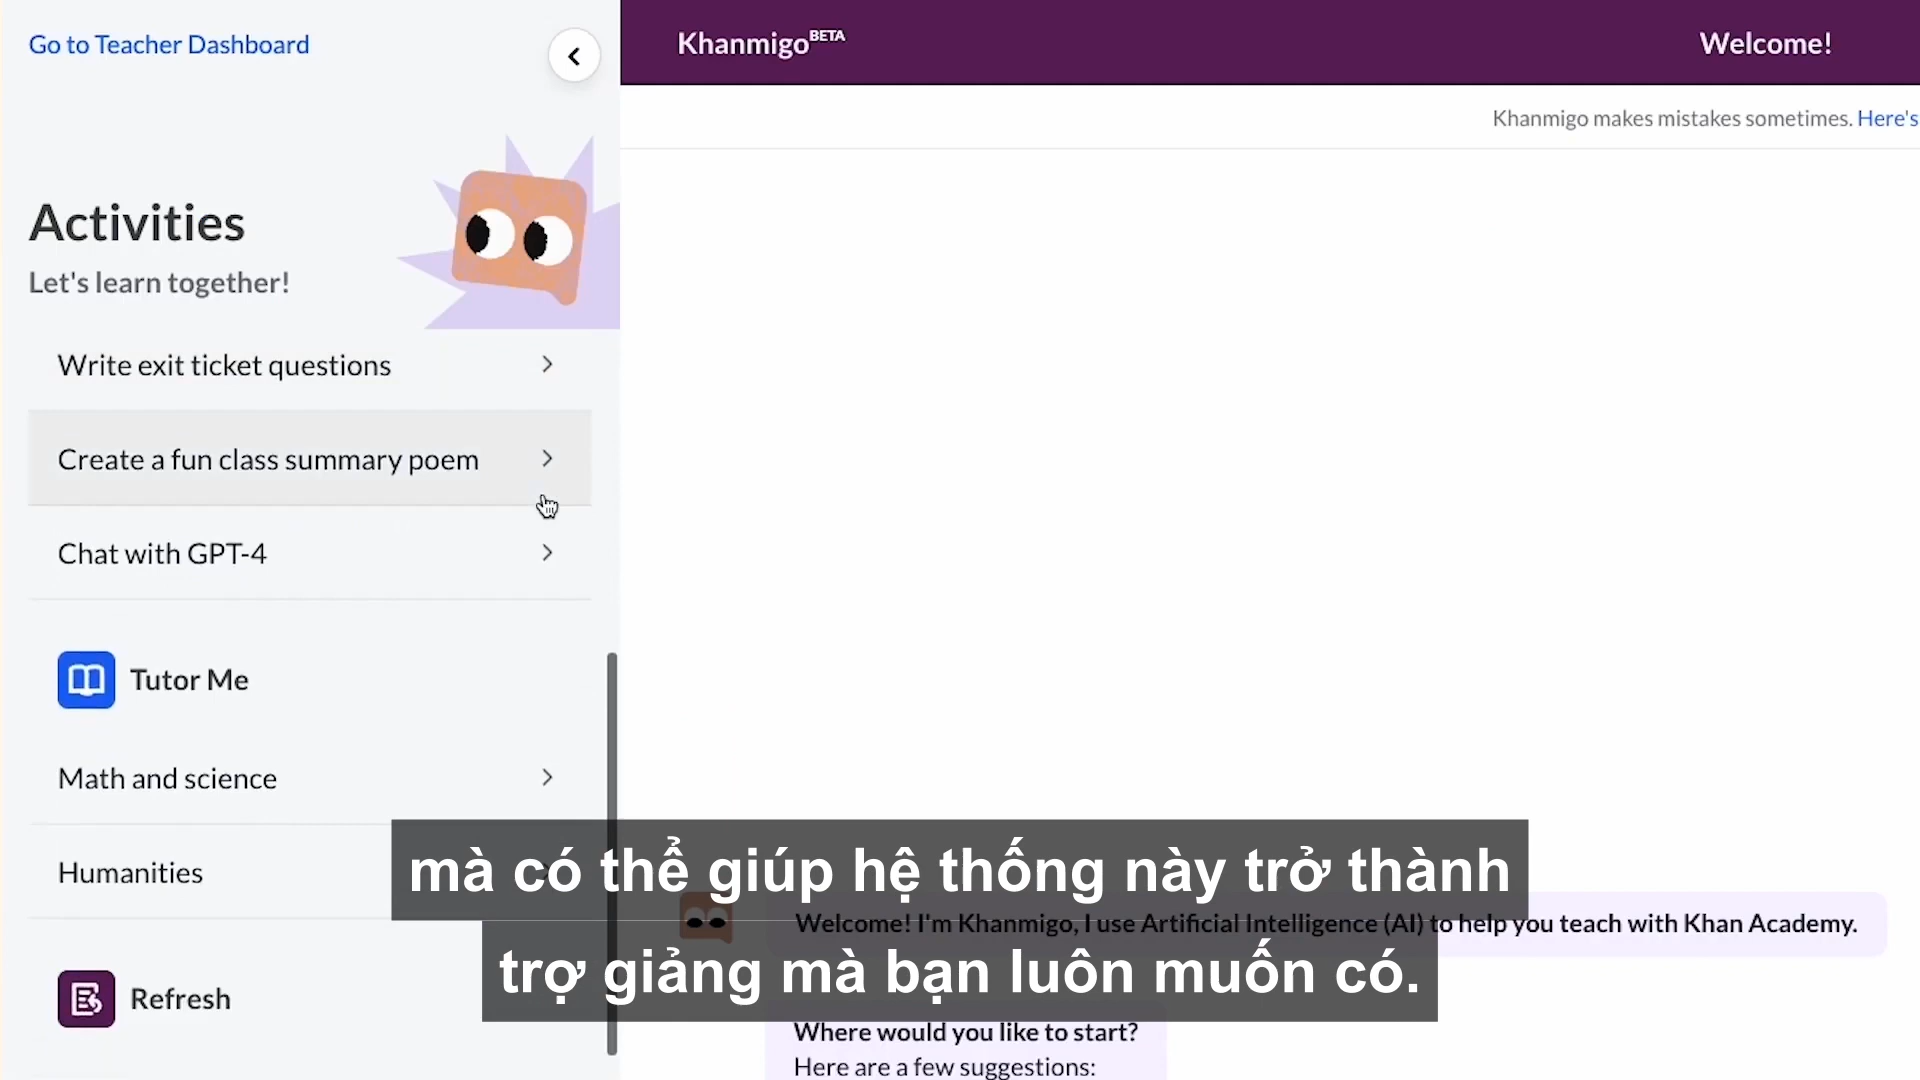 Go to Teacher Dashboard
Khanmigo BETA
Welcome!
Khanmigo makes mistakes sometimes. Here's
Activities
Let's learn together!
Write exit ticket questions
Create a fun class summary poem
Chat with GPT-4
Tutor Me
Math and science
Humanities
Refresh
mà có thể giúp hệ thống này trở thành
trợ giảng mà bạn luôn muốn có.
Welcome! I'm Khanmigo, I use Artificial Intelligence (AI) to help you teach with Khan Academy.
Where would you like to start?
Here are a few suggestions: